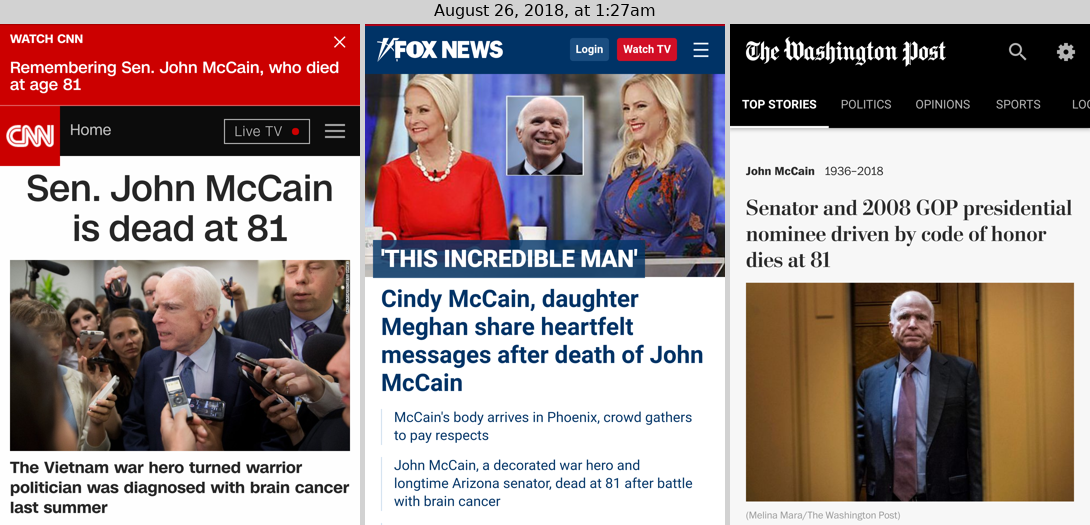 August 26, 2018, at 1:27am
WATCH CNN
Remembering Sen. John McCain, who died
at age 81
CNN
Home
Live TV
Sen. John McCain
is dead at 81
The Vietnam war hero turned warrior
politician was diagnosed with brain cancer
last summer
FOX NEWS
Login
Watch TV
'THIS INCREDIBLE MAN'
Cindy McCain, daughter
Meghan share heartfelt
messages after death of John
McCain
McCain's body arrives in Phoenix, crowd gathers
to pay respects
John McCain, a decorated war hero and
longtime Arizona senator, dead at 81 after battle
with brain cancer
The Washington Post
TOP STORIES
POLITICS
OPINIONS
SPORTS
LO
John McCain 1936–2018
Senator and 2008 GOP presidential
nominee driven by code of honor
dies at 81
(Melina Mara/The Washington Post)